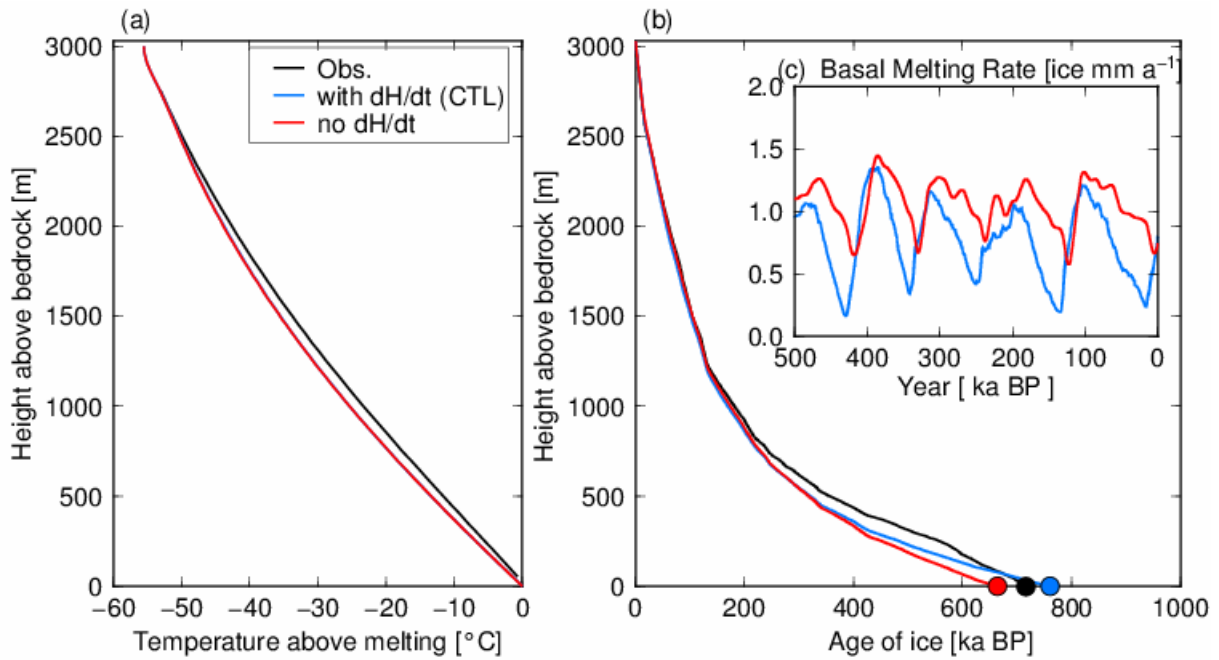 (a)
3000
2500
2000
1500
1000
500
0
Height above bedrock [m]
Obs.
with dH/dt (CTL)
no dH/dt
−60 −50 −40 −30 −20 −10 0
Temperature above melting [°C]
(b)
3000
2500
2000
1500
1000
500
0
Height above bedrock [m]
0 200 400 600 800 1000
Age of ice [ka BP]
(c) Basal Melting Rate [ice mm a⁻¹]
2.0
1.5
1.0
0.5
0.0
500 400 300 200 100 0
Year [ ka BP ]